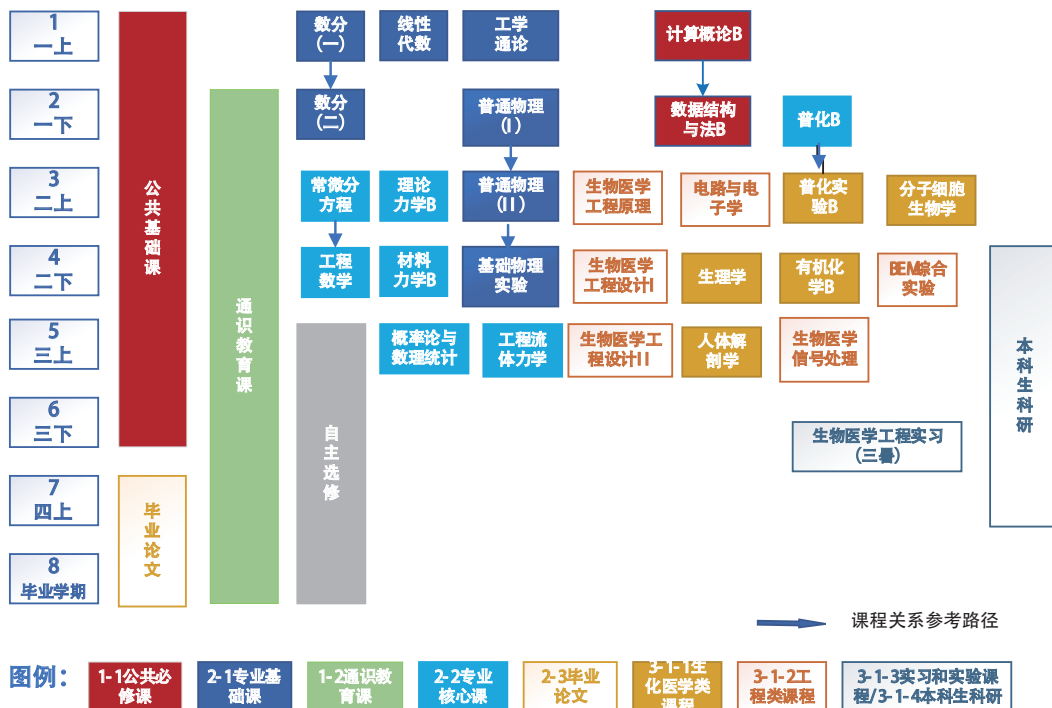 1
一上
数分
(一)
线性
代数
工学
通论
计算概论B
2
一下
数分
(二)
普通物理
(I)
数据结构
与法B
普化B
3
二上
常微分
方程
理论
力学B
普通物理
(II)
生物医学
工程原理
电路与电
子学
普化实
验B
分子细胞
生物学
4
二下
工程
数学
材料
力学B
基础物理
实验
生物医学
工程设计I
生理学
有机化
学B
BEM综合
实验
5
三上
概率论与
数理统计
工程流
体力学
生物医学工
程设计II
人体解
剖学
生物医学
信号处理
6
三下
生物医学工程实习
(三暑)
7
四上
8
毕业学期
公共基础课
毕业论文
通识教育课
自主选修
本科生科研
课程关系参考路径
图例:
1-1公共必
修课
2-1专业基
础课
1-2通识教
育课
2-2专业
核心课
2-3毕业
论文
3-1-1生
化医学类
课程
3-1-2工
程类课程
3-1-3实习和实验课
程/3-1-4本科生科研